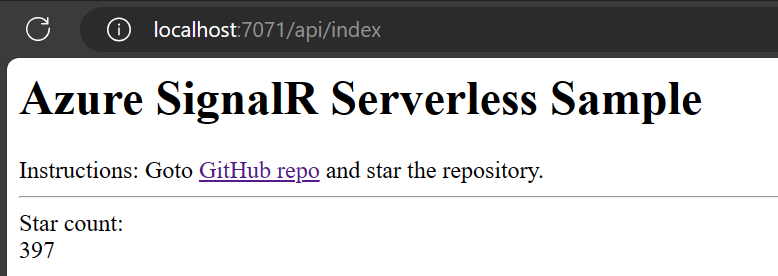 localhost:7071/api/index
Azure SignalR Serverless Sample
Instructions: Goto GitHub repo and star the repository.
Star count:
397